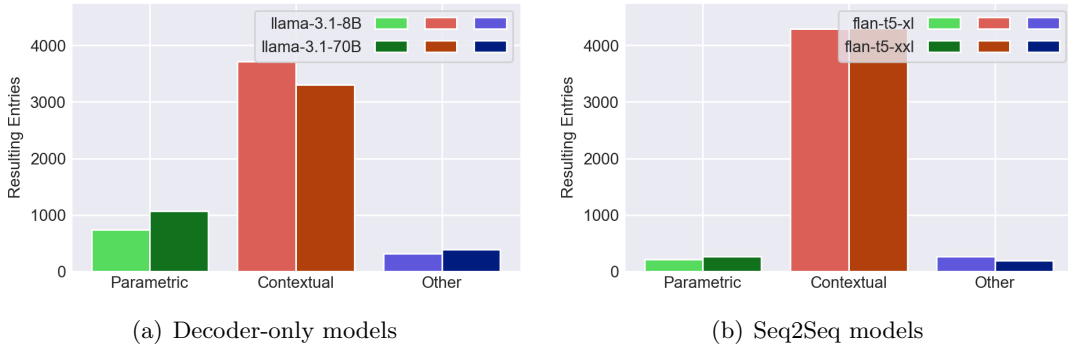 llama-3.1-8B
llama-3.1-70B
Resulting Entries
4000
3000
2000
1000
0
Parametric
Contextual
Other
(a) Decoder-only models
flan-t5-xl
flan-t5-xxl
Resulting Entries
4000
3000
2000
1000
0
Parametric
Contextual
Other
(b) Seq2Seq models